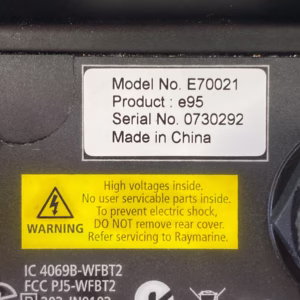 Model No. E70021
Product : e95
Serial No. 0730292
Made in China
High voltages inside.
No user servicable parts inside.
To prevent electric shock,
DO NOT remove rear cover.
Refer servicing to Raymarine.
WARNING
IC 4069B-WFBT2
FCC PJ5-WFBT2